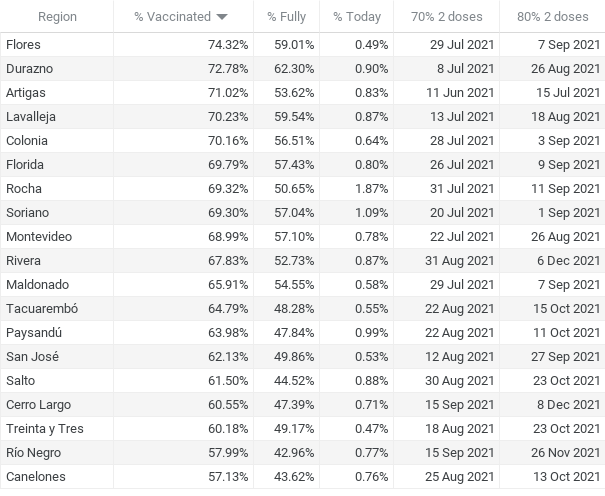 Region % Vaccinated % Fully % Today 70% 2 doses 80% 2 doses
Flores 74.32% 59.01% 0.49% 29 Jul 2021 7 Sep 2021
Durazno 72.78% 62.30% 0.90% 8 Jul 2021 26 Aug 2021
Artigas 71.02% 53.62% 0.83% 11 Jun 2021 15 Jul 2021
Lavalleja 70.23% 59.54% 0.87% 13 Jul 2021 18 Aug 2021
Colonia 70.16% 56.51% 0.64% 28 Jul 2021 3 Sep 2021
Florida 69.79% 57.43% 0.80% 26 Jul 2021 9 Sep 2021
Rocha 69.32% 50.65% 1.87% 31 Jul 2021 11 Sep 2021
Soriano 69.30% 57.04% 1.09% 20 Jul 2021 1 Sep 2021
Montevideo 68.99% 57.10% 0.78% 22 Jul 2021 26 Aug 2021
Rivera 67.83% 52.73% 0.87% 31 Aug 2021 6 Dec 2021
Maldonado 65.91% 54.55% 0.58% 29 Jul 2021 7 Sep 2021
Tacuarembó 64.79% 48.28% 0.55% 22 Aug 2021 15 Oct 2021
Paysandú 63.98% 47.84% 0.99% 22 Aug 2021 11 Oct 2021
San José 62.13% 49.86% 0.53% 12 Aug 2021 27 Sep 2021
Salto 61.50% 44.52% 0.88% 30 Aug 2021 23 Oct 2021
Cerro Largo 60.55% 47.39% 0.71% 15 Sep 2021 8 Dec 2021
Treinta y Tres 60.18% 49.17% 0.47% 18 Aug 2021 23 Oct 2021
Río Negro 57.99% 42.96% 0.77% 15 Sep 2021 26 Nov 2021
Canelones 57.13% 43.62% 0.76% 25 Aug 2021 13 Oct 2021